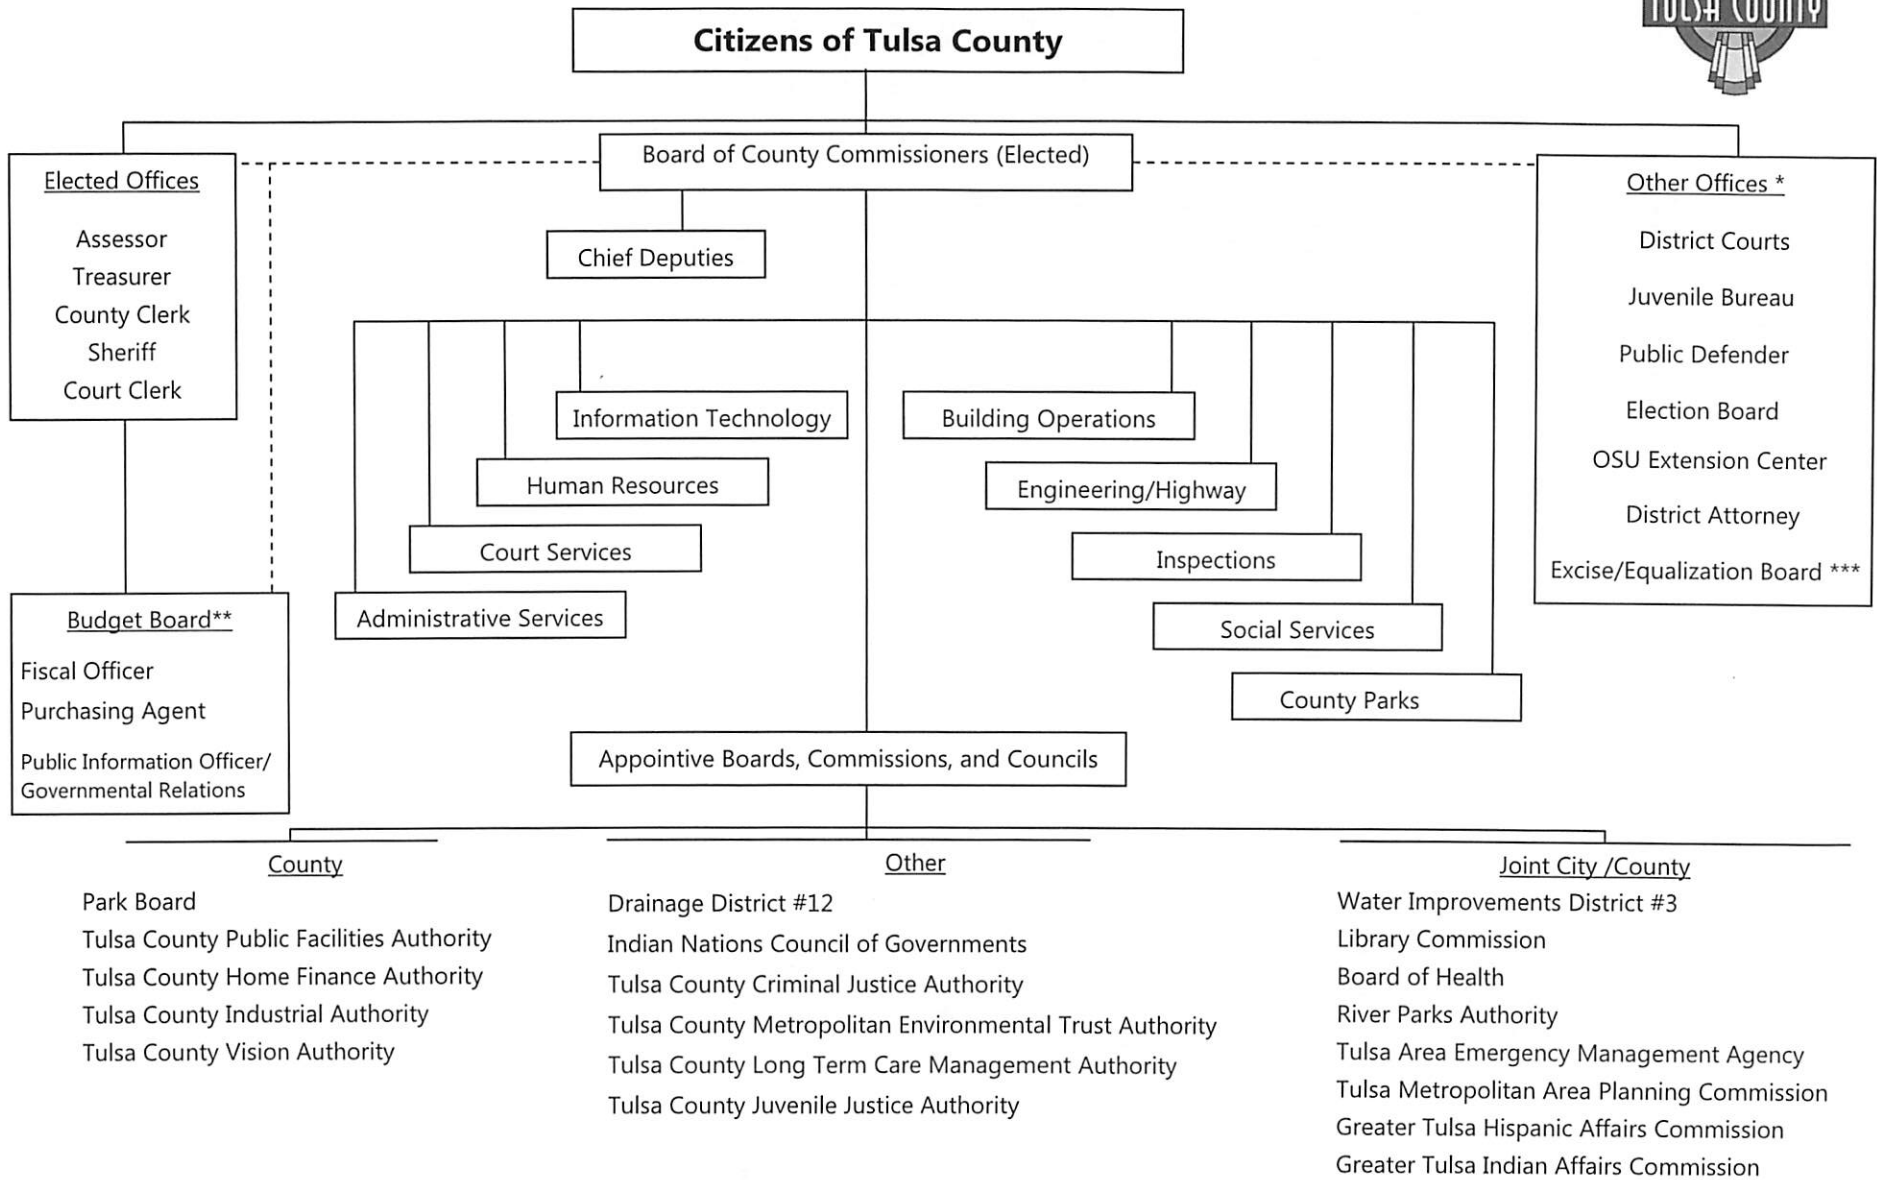 TULSA COUNTY
Citizens of Tulsa County
Board of County Commissioners (Elected)
Elected Offices
Assessor
Treasurer
County Clerk
Sheriff
Court Clerk
Other Offices *
District Courts
Juvenile Bureau
Public Defender
Election Board
OSU Extension Center
District Attorney
Excise/Equalization Board ***
Chief Deputies
Information Technology
Human Resources
Court Services
Administrative Services
Building Operations
Engineering/Highway
Inspections
Social Services
County Parks
Budget Board**
Fiscal Officer
Purchasing Agent
Public Information Officer/
Governmental Relations
Appointive Boards, Commissions, and Councils
County
Park Board
Tulsa County Public Facilities Authority
Tulsa County Home Finance Authority
Tulsa County Industrial Authority
Tulsa County Vision Authority
Other
Drainage District #12
Indian Nations Council of Governments
Tulsa County Criminal Justice Authority
Tulsa County Metropolitan Environmental Trust Authority
Tulsa County Long Term Care Management Authority
Tulsa County Juvenile Justice Authority
Joint City /County
Water Improvements District #3
Library Commission
Board of Health
River Parks Authority
Tulsa Area Emergency Management Agency
Tulsa Metropolitan Area Planning Commission
Greater Tulsa Hispanic Affairs Commission
Greater Tulsa Indian Affairs Commission